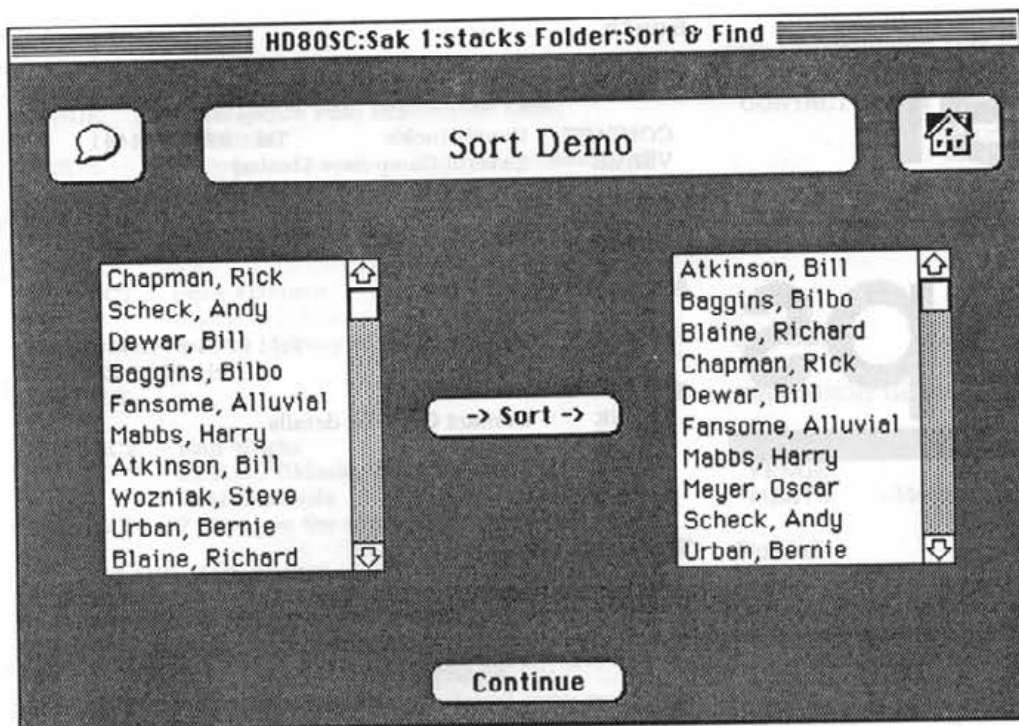 HD80SC:Sak 1:stacks Folder:Sort & Find
Sort Demo
Chapman, Rick
Scheck, Andy
Dewar, Bill
Baggins, Bilbo
Fansome, Alluvial
Mabbs, Harry
Atkinson, Bill
Wozniak, Steve
Urban, Bernie
Blaine, Richard
-> Sort ->
Atkinson, Bill
Baggins, Bilbo
Blaine, Richard
Chapman, Rick
Dewar, Bill
Fansome, Alluvial
Mabbs, Harry
Meyer, Oscar
Scheck, Andy
Urban, Bernie
Continue